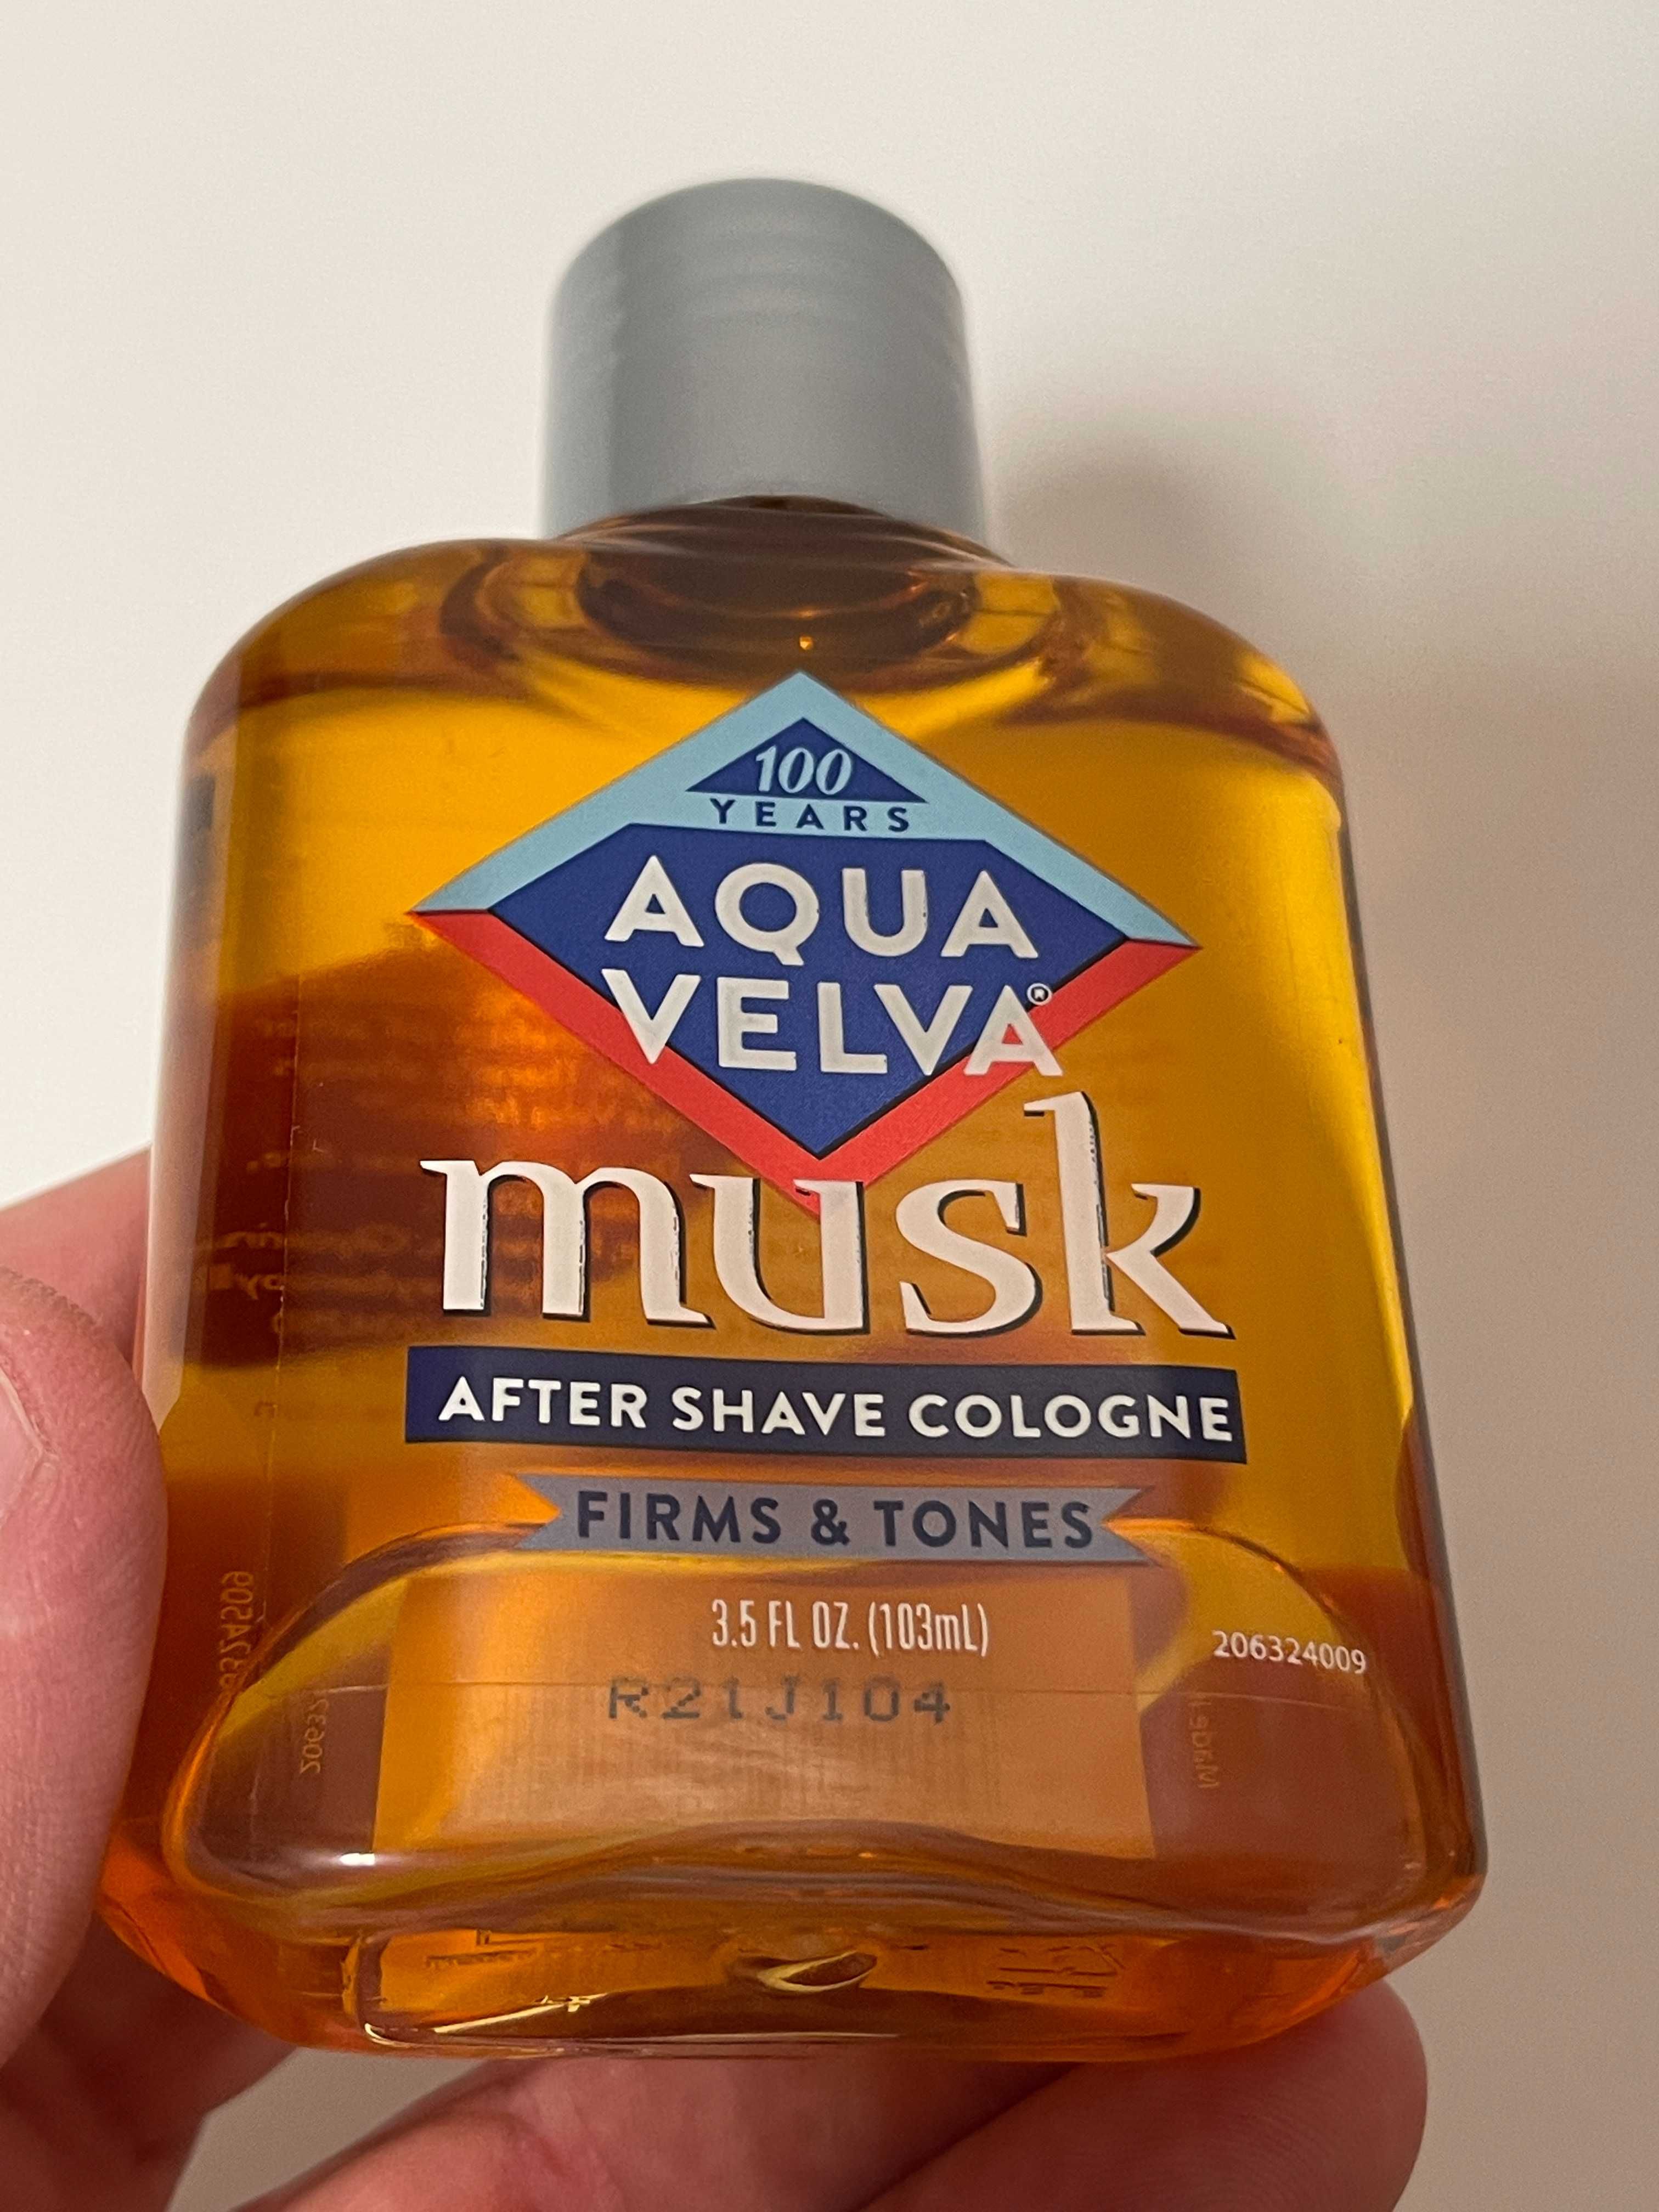 100
YEARS
AQUA
VELVA®
musk
AFTER SHAVE COLOGNE
FIRMS & TONES
3.5 FL OZ. (103mL)
206324009
R21J104